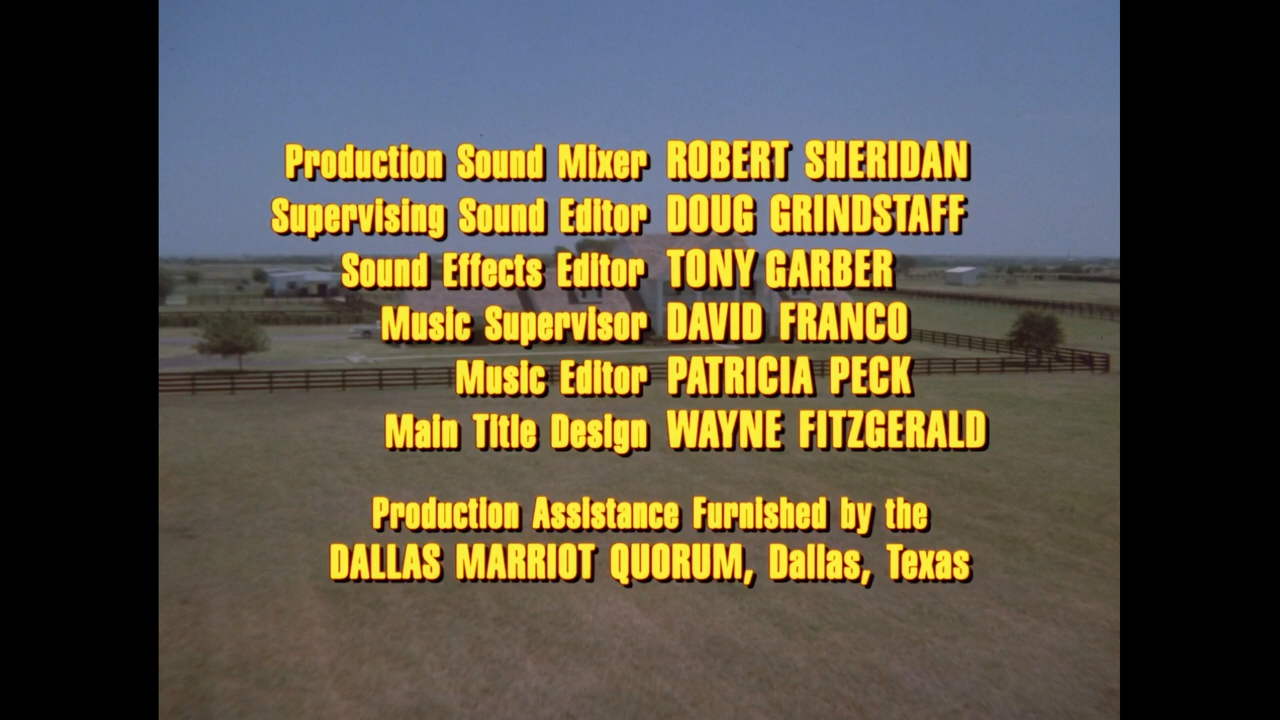 Production Sound Mixer ROBERT SHERIDAN
Supervising Sound Editor DOUG GRINDSTAFF
Sound Effects Editor TONY GARBER
Music Supervisor DAVID FRANCO
Music Editor PATRICIA PECK
Main Title Design WAYNE FITZGERALD
Production Assistance Furnished by the
DALLAS MARRIOT QUORUM, Dallas, Texas